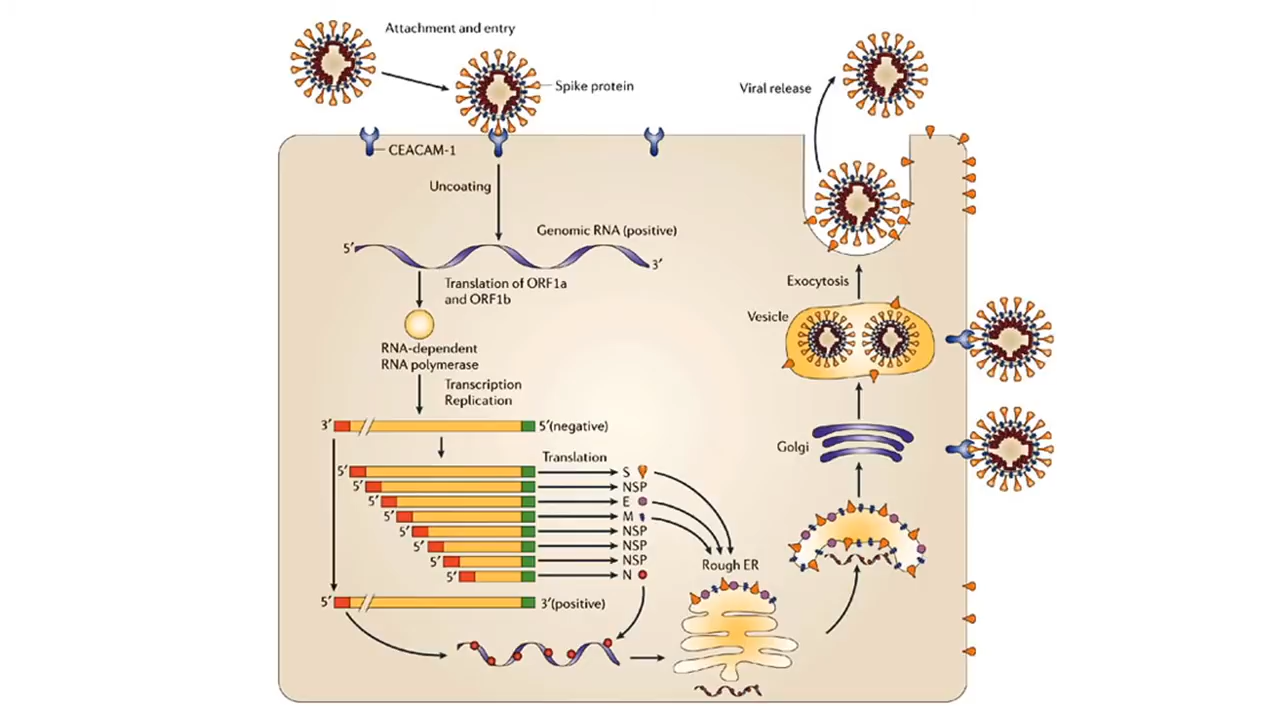 Attachment and entry
Spike protein
Viral release
CEACAM-1
Uncoating
Genomic RNA (positive)
5′
3′
Translation of ORF1a
and ORF1b
Exocytosis
Vesicle
RNA-dependent
RNA polymerase
Transcription
Replication
3′
5′(negative)
Golgi
Translation
5′
S
5′
NSP
5′
E
5′
M
5′
NSP
5′
NSP
5′
NSP
5′
N
Rough ER
5′
3′(positive)